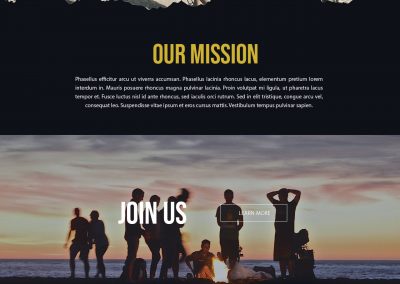 OUR MISSION
Phasellus efficitur arcu ut viverra accumsan. Phasellus lacinia rhoncus lacus, elementum pretium lorem
interdum in. Mauris posuere rhoncus magna pulvinar lacinia. Proin volutpat mi ligula, ut pharetra lacus
tempor et. Fusce luctus nisl id ante rhoncus, sed iaculis orci rutrum. Sed in elit tristique, congue arcu vel,
consequat leo. Suspendisse vitae ipsum et eros cursus mattis. Vestibulum tempus pulvinar sapien.
JOIN US
LEARN MORE